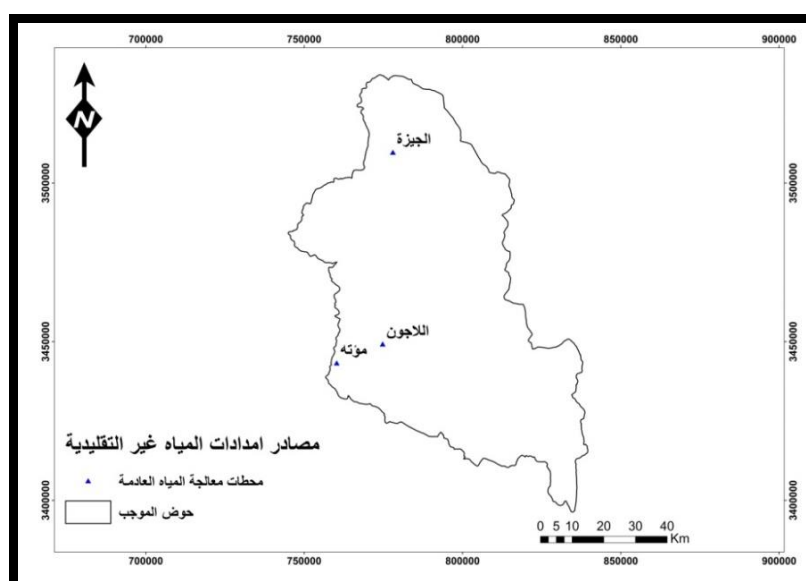 700000 750000 800000 850000 900000
N
الجيزة
3500000 3500000
اللاجون
مؤته
3450000 3450000
مصادر امدادات المياه غير التقليدية
محطات معالجة المياه العادمة
حوض الموجب
3400000 3400000
0 5 10 20 30 40
Km
700000 750000 800000 850000 900000